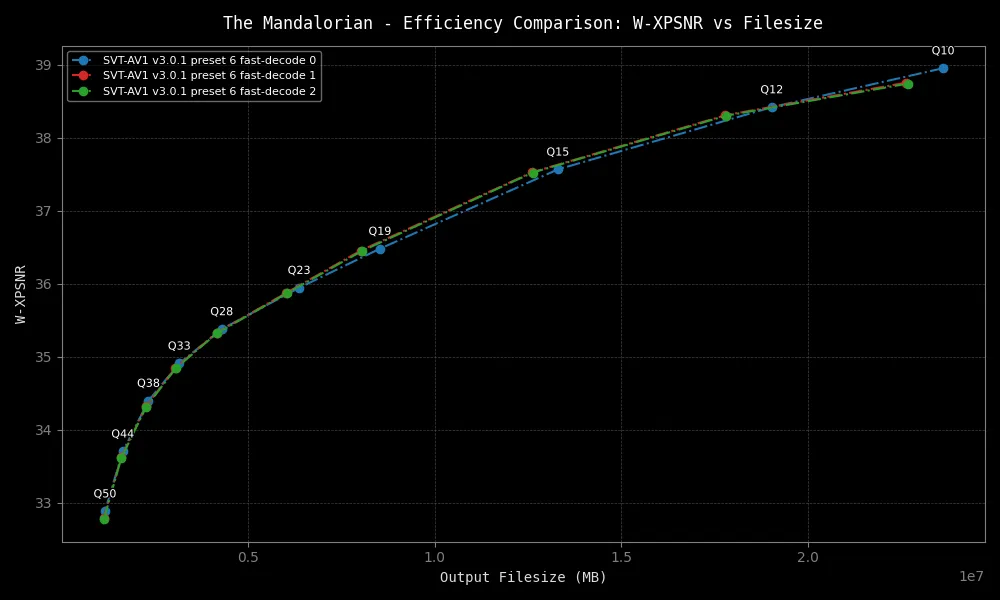 The Mandalorian - Efficiency Comparison: W-XPSNR vs Filesize
SVT-AV1 v3.0.1 preset 6 fast-decode 0
SVT-AV1 v3.0.1 preset 6 fast-decode 1
SVT-AV1 v3.0.1 preset 6 fast-decode 2
Q10
Q12
Q15
Q19
Q23
Q28
Q33
Q38
Q44
Q50
39
38
37
36
35
34
33
W-XPSNR
0.5
1.0
1.5
2.0
1e7
Output Filesize (MB)